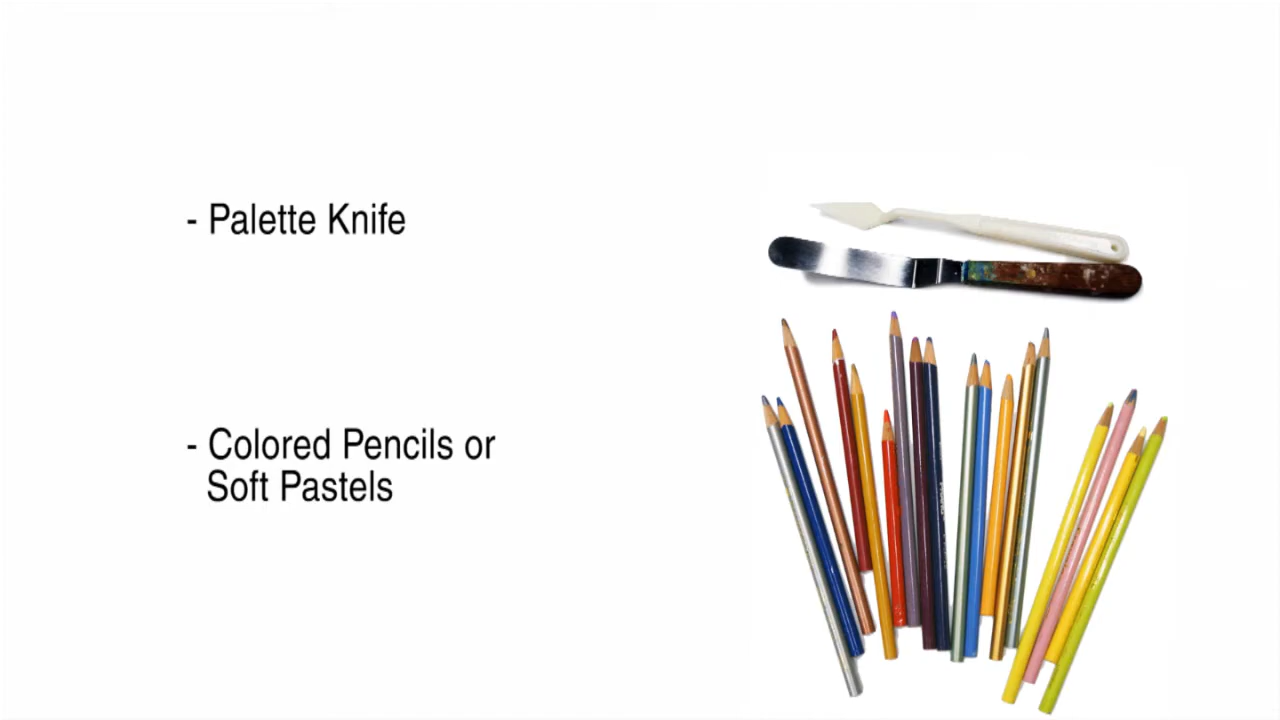 - Palette Knife
- Colored Pencils or
Soft Pastels